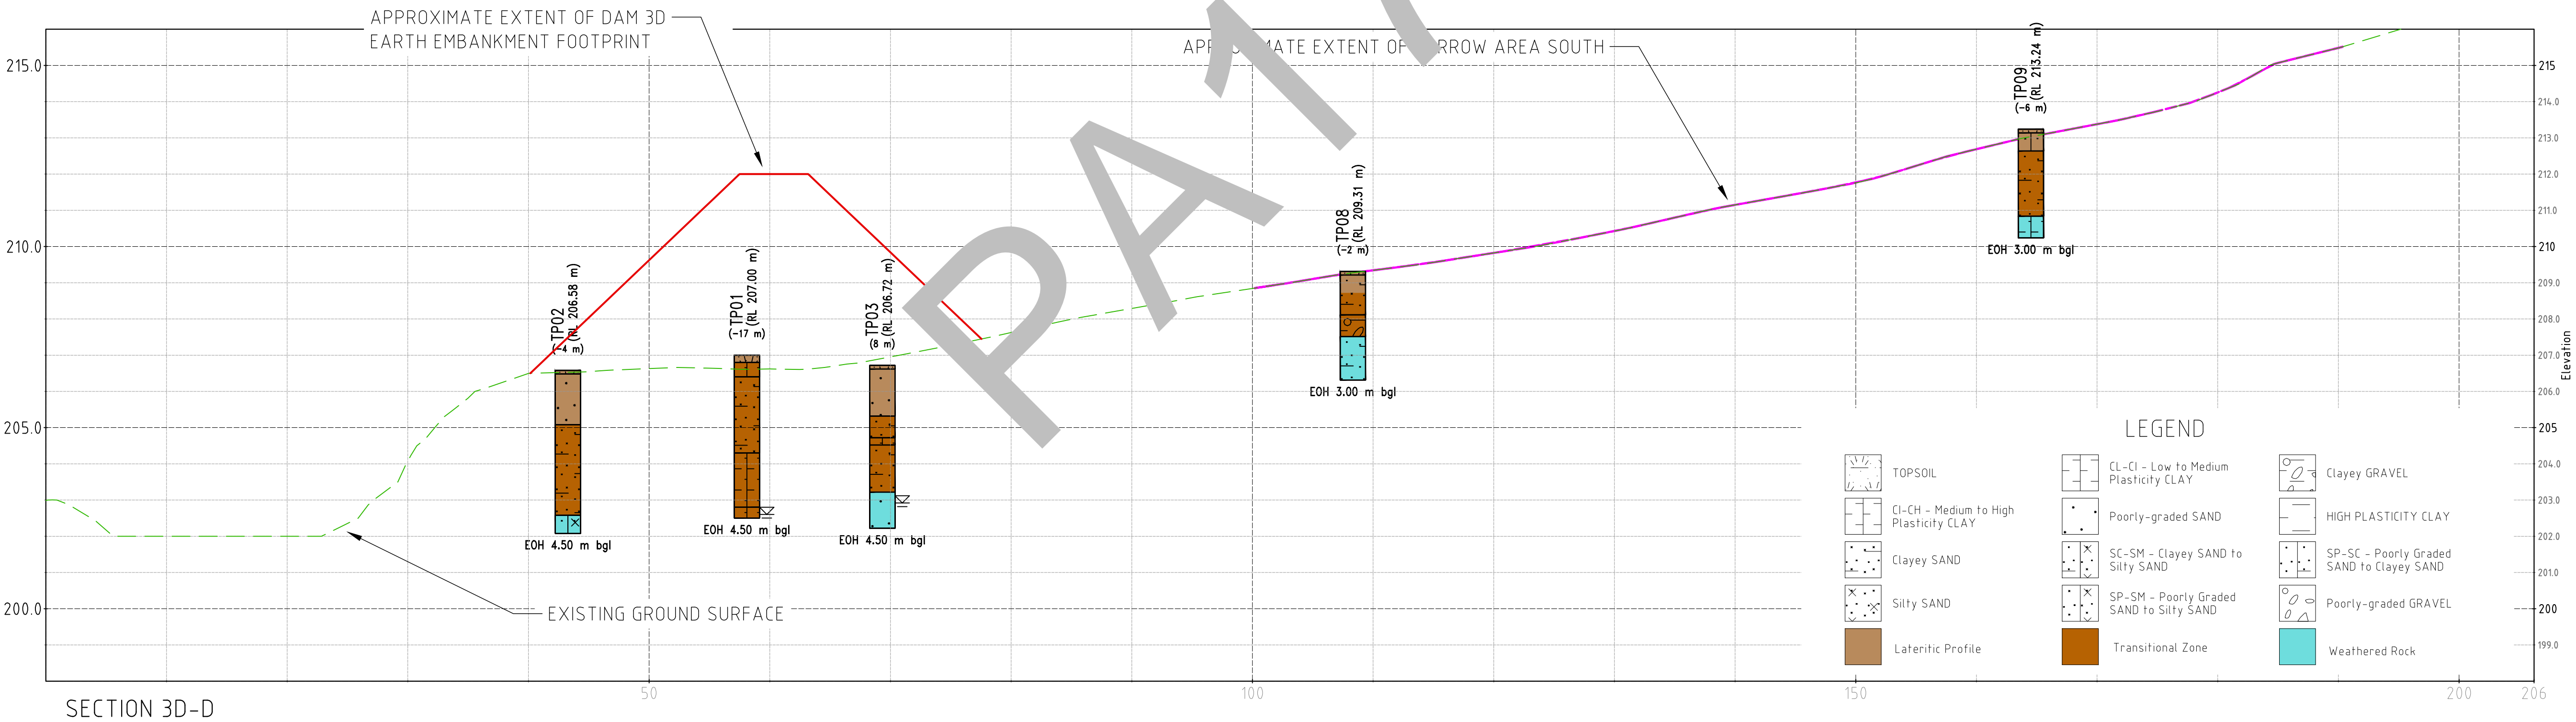 APPROXIMATE EXTENT OF DAM 3D
EARTH EMBANKMENT FOOTPRINT
EXTENT OF
AREA SOUTH
PA1
215.0
210.0
205.0
200.0
TP02
(RL 206.58 m)
(-4 m)
EOH 4.50 m bgl
TP01
(RL 207.00 m)
(-17 m)
EOH 4.50 m bgl
TP03
(RL 206.72 m)
(8 m)
EOH 4.50 m bgl
TP08
(RL 209.31 m)
(-2 m)
EOH 3.00 m bgl
TP09
(RL 213.24 m)
(-6 m)
EOH 3.00 m bgl
EXISTING GROUND SURFACE
215
214.0
213.0
212.0
211.0
210
209.0
208.0
207.0
206.0
205
204.0
203.0
202.0
201.0
200
199.0
Elevation
LEGEND
TOPSOIL
CL-CI - Low to Medium
Plasticity CLAY
Clayey GRAVEL
CI-CH - Medium to High
Plasticity CLAY
Poorly-graded SAND
HIGH PLASTICITY CLAY
Clayey SAND
SC-SM - Clayey SAND to
Silty SAND
SP-SC - Poorly Graded
SAND to Clayey SAND
Silty SAND
SP-SM - Poorly Graded
SAND to Silty SAND
Poorly-graded GRAVEL
Lateritic Profile
Transitional Zone
Weathered Rock
50
100
150
200
206
SECTION 3D-D